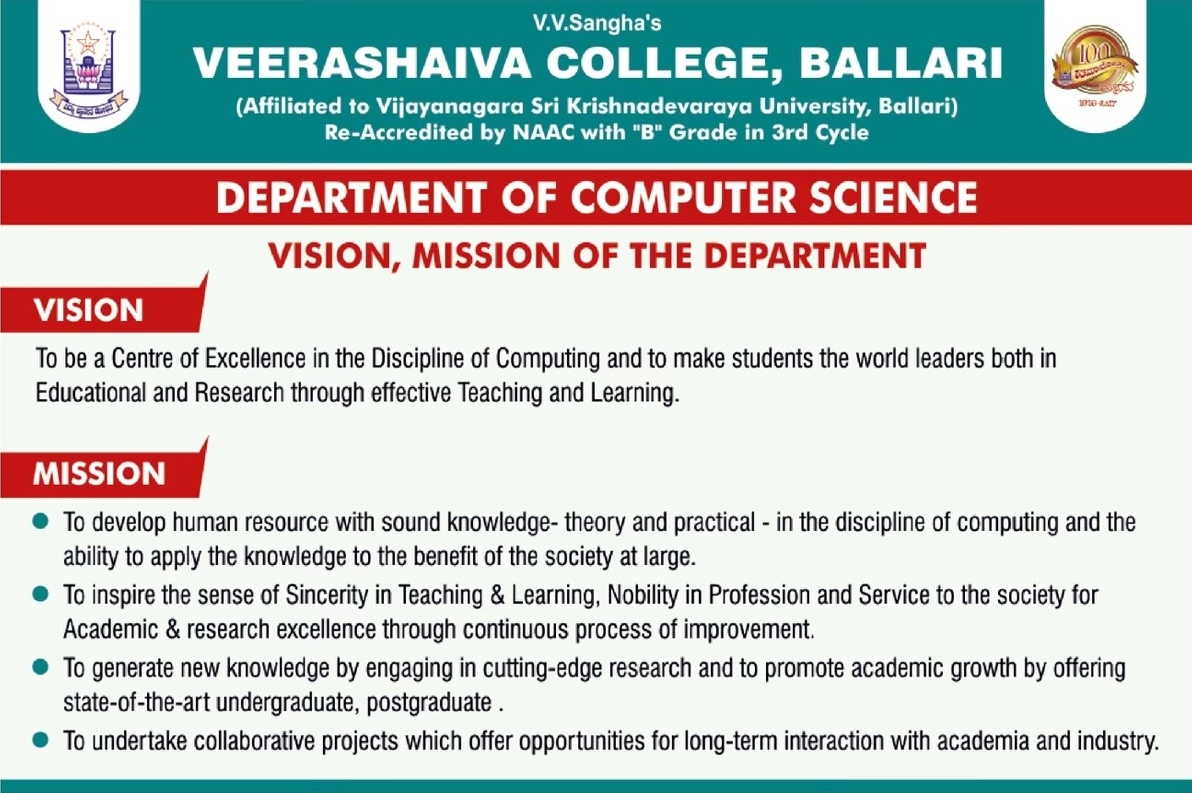 V.V.Sangha's
VEERASHAIVA COLLEGE, BALLARI
(Affiliated to Vijayanagara Sri Krishnadevaraya University, Ballari)
Re-Accredited by NAAC with "B" Grade in 3rd Cycle
100
DEPARTMENT OF COMPUTER SCIENCE
VISION, MISSION OF THE DEPARTMENT
VISION
To be a Centre of Excellence in the Discipline of Computing and to make students the world leaders both in
Educational and Research through effective Teaching and Learning.
MISSION
● To develop human resource with sound knowledge- theory and practical - in the discipline of computing and the
ability to apply the knowledge to the benefit of the society at large.
● To inspire the sense of Sincerity in Teaching & Learning, Nobility in Profession and Service to the society for
Academic & research excellence through continuous process of improvement.
● To generate new knowledge by engaging in cutting-edge research and to promote academic growth by offering
state-of-the-art undergraduate, postgraduate .
● To undertake collaborative projects which offer opportunities for long-term interaction with academia and industry.